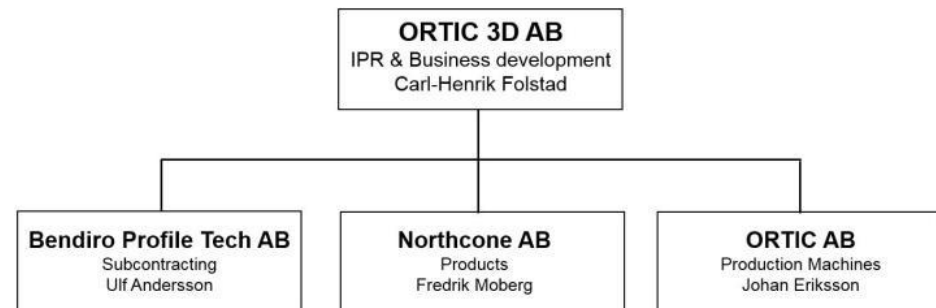 ORTIC 3D AB
IPR & Business development
Carl-Henrik Folstad
Bendiro Profile Tech AB
Subcontracting
Ulf Andersson
Northcone AB
Products
Fredrik Moberg
ORTIC AB
Production Machines
Johan Eriksson